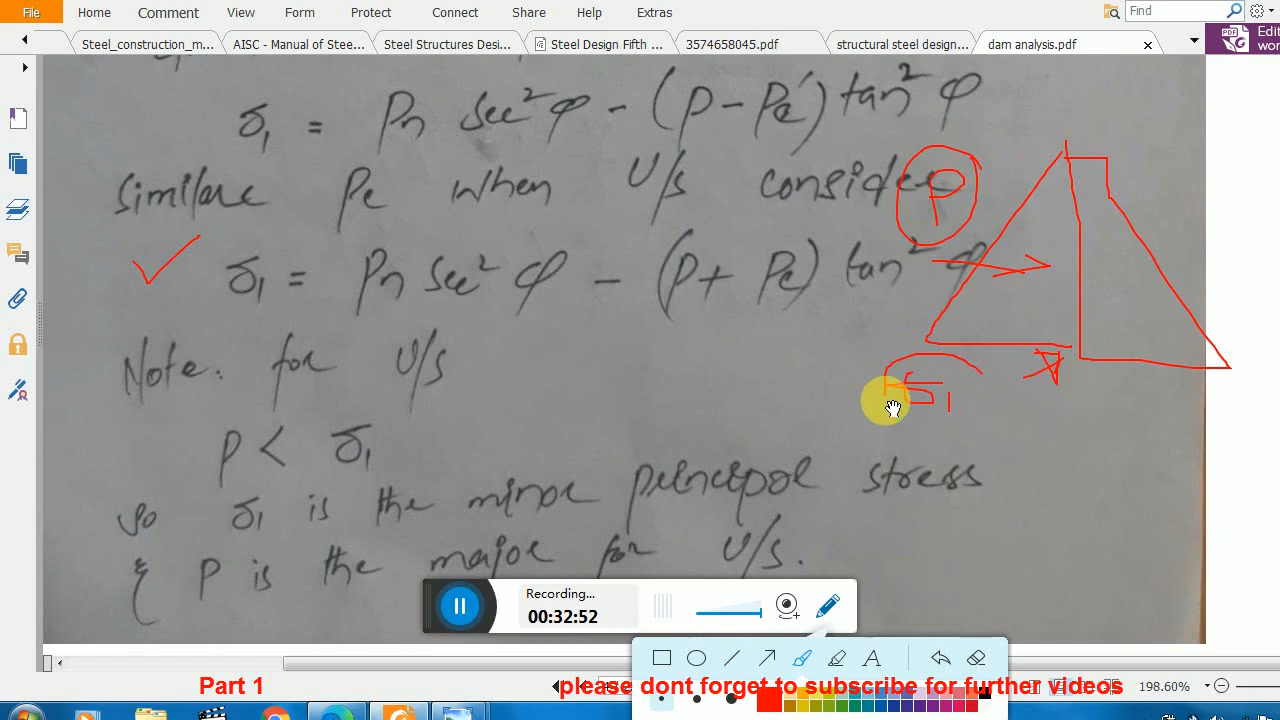 File Home Comment View Form Protect Connect Share Help Extras Find
Steel_construction_m... AISC - Manual of Stee... Steel Structures Desi... Steel Design Fifth ... 3574658045.pdf structural steel design... dam analysis.pdf
σ1 = Pn sec²φ - (P - Pe') tan²φ
Similare Pe when U/s consider
P
σ1 = Pn sec²φ - (P + Pe) tan²φ
Note: for U/s
σ1
P < σ1
so σ1 is the minor principal stress
{ P is the major for U/s.
Recording...
00:32:52
A
Part 1 please dont forget to subscribe for further videos 198.60%